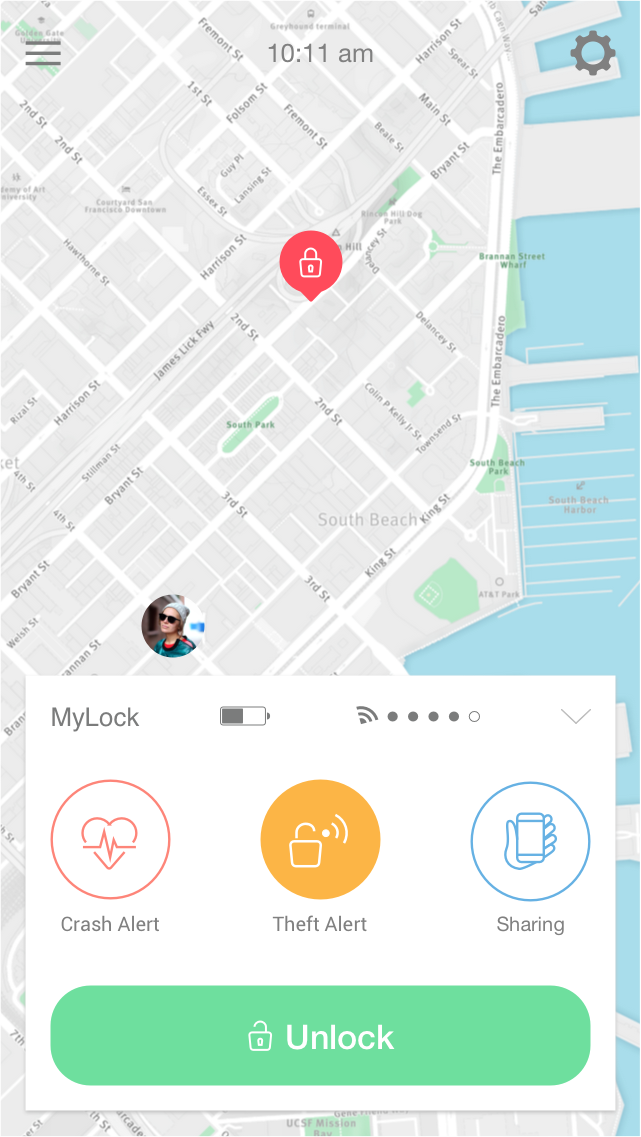 Golden Gate
University
Greyhound terminal
10:11 am
Fremont St
Harrison St
Spear St
The Embarcadero
1st St
Folsom St
Main St
2nd St
2nd St
Fremont St
Beale St
Bryant St
Guy Pl
Lansing St
Courtyard San
Francisco Downtown
Essex St
Rincon Hill Dog
Park
Harrison St
Hill
Delancey St
Brannan Street
Wharf
Hawthorne St
2nd St
James Lick Fwy
Delancey St
The Embarcadero
Harrison St
Rizal St
2nd St
Colin P Kelly Jr St
Townsend St
South Park
Stillman St
4th St
Bryant St
South Beach
Park
3rd St
South Beach
Harbor
4th St
South Beach
King St
King St
Bryant St
3rd St
AT&T Park
Welsh St
MyLock
Crash Alert
Theft Alert
Sharing
Unlock
7th
UCSF Mission
Bay